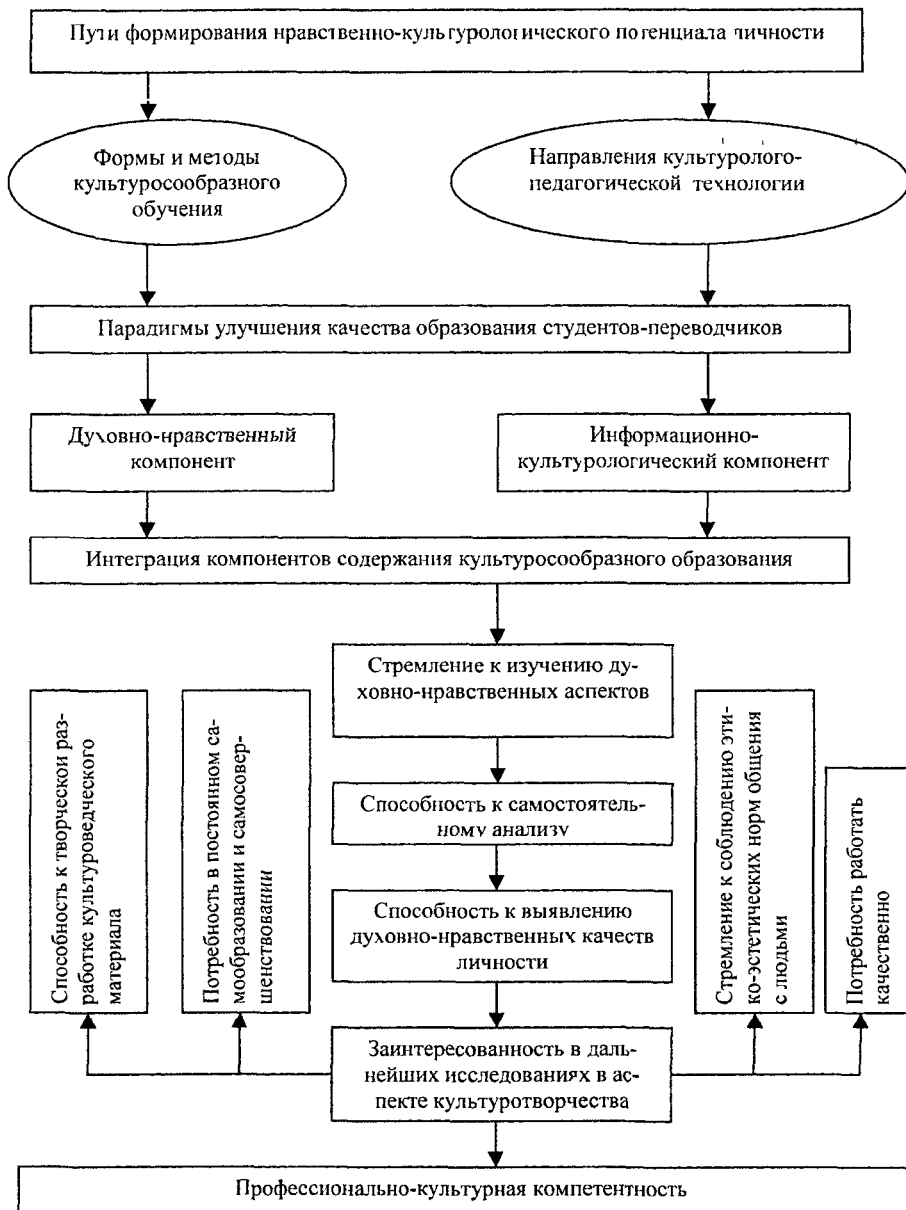 Пути формирования нравственно-культурологического потенциала личности
Формы и методы
культуросообразного
обучения
Направления культуролого-
педагогической технологии
Парадигмы улучшения качества образования студентов-переводчиков
Духовно-нравственный
компонент
Информационно-
культурологический компонент
Интеграция компонентов содержания культуросообразного образования
Стремление к изучению ду-
ховно-нравственных аспектов
Способность к творческой раз-
работке культуроведческого
материала
Потребность в постоянном са-
мообразовании и самосовер-
шенствовании
Способность к самостоятель-
ному анализу
Способность к выявлению
духовно-нравственных качеств
личности
Стремление к соблюдению эти-
ко-эстетических норм общения
с людьми
Потребность работать
качественно
Заинтересованность в даль-
нейших исследованиях в ас-
пекте культуротворчества
Профессионально-культурная компетентность